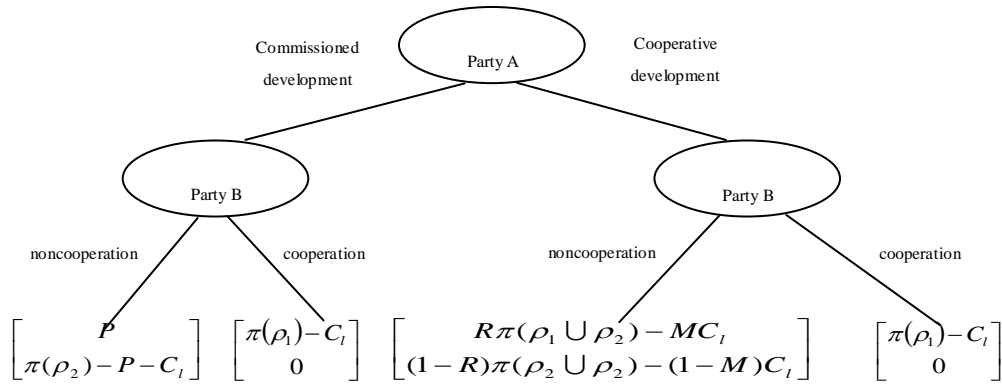 Commissioned
development
Party A
Cooperative
development
Party B
Party B
noncooperation
cooperation
noncooperation
cooperation
[P
π(ρ₂)−P−Cₗ]
[π(ρ₁)−Cₗ
0]
[Rπ(ρ₁ ∪ ρ₂)−MCₗ
(1−R)π(ρ₂ ∪ ρ₂)−(1−M)Cₗ]
[π(ρ₁)−Cₗ
0]